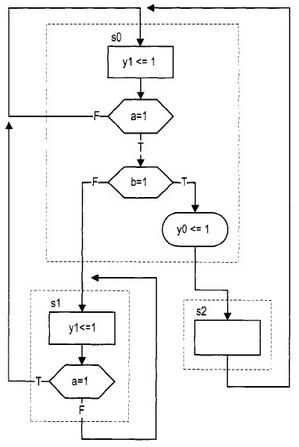 s0
y1 <= 1
F
a=1
T
F
b=1
T
y0 <= 1
s1
y1<=1
s2
T
a=1
F